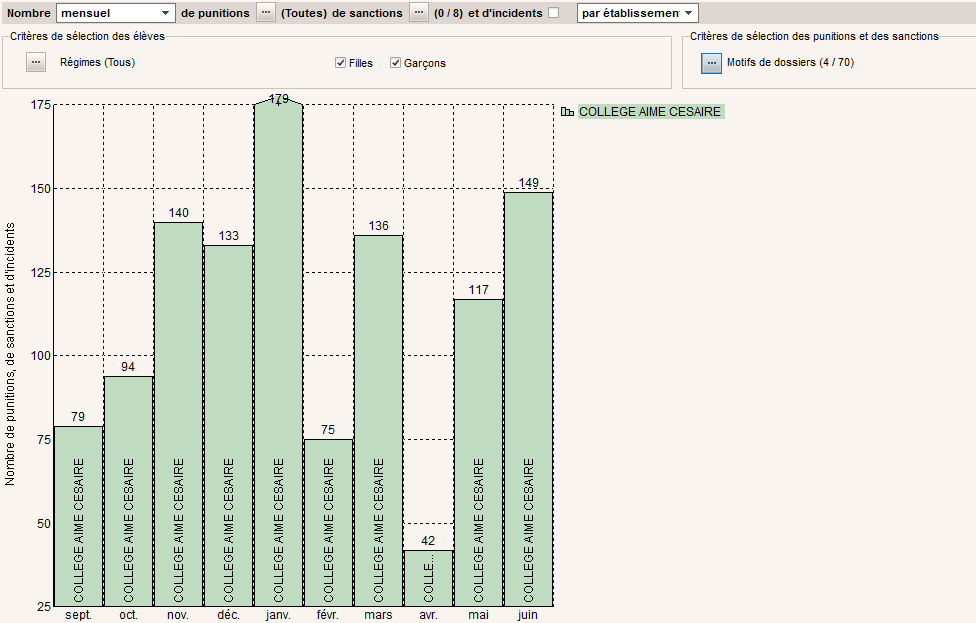 Nombre mensuel de punitions ... (Toutes) de sanctions ... (0 / 8) et d'incidents par établissemen
Critères de sélection des élèves
... Régimes (Tous) Filles Garçons
Critères de sélection des punitions et des sanctions
... Motifs de dossiers (4 / 70)
COLLEGE AIME CESAIRE
Nombre de punitions, de sanctions et d'incidents
175
150
125
100
75
50
25
79
94
140
133
179
75
136
42
117
149
COLLEGE AIME CESAIRE
COLLEGE AIME CESAIRE
COLLEGE AIME CESAIRE
COLLEGE AIME CESAIRE
COLLEGE AIME CESAIRE
COLLEGE AIME CESAIRE
COLLEGE AIME CESAIRE
COLLE...
COLLEGE AIME CESAIRE
COLLEGE AIME CESAIRE
sept. oct. nov. déc. janv. févr. mars avr. mai juin